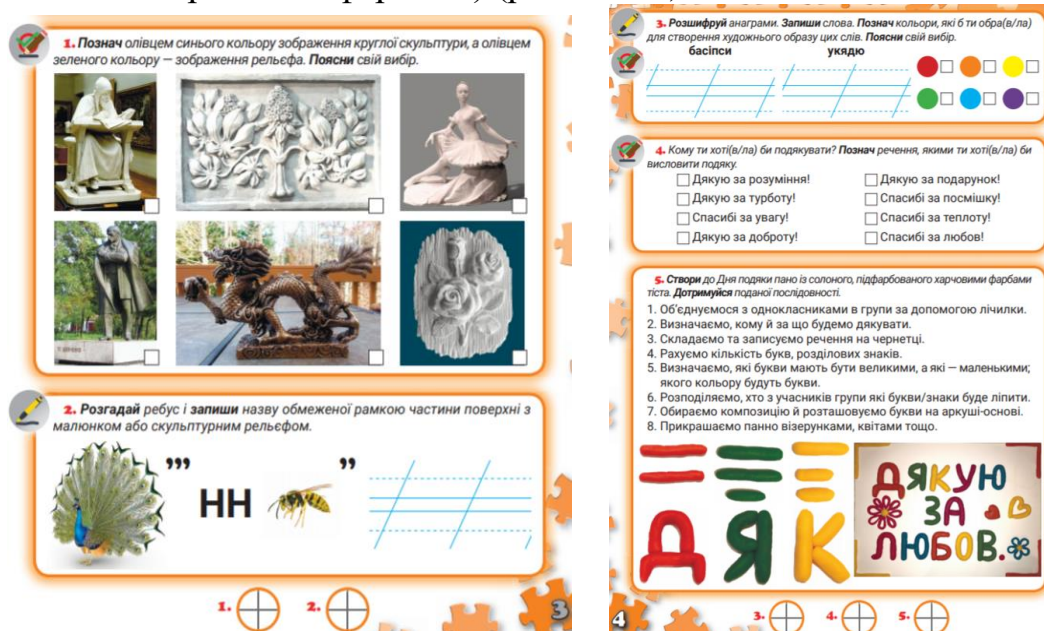 1. Познач олівцем синього кольору зображення круглої скульптури, а олівцем
зеленого кольору — зображення рельєфа. Поясни свій вибір.
2. Розгадай ребус і запиши назву обмеженої рамкою частини поверхні з
малюнком або скульптурним рельєфом.
,,,
НН
,,
1.
2.
3
3. Розшифруй анаграми. Запиши слова. Познач кольори, які б ти обра(в/ла)
для створення художнього образу цих слів. Поясни свій вибір.
басіпси
укядю
4. Кому ти хоті(в/ла) би подякувати? Познач речення, якими ти хоті(в/ла) би
висловити подяку.
Дякую за розуміння!
Дякую за турботу!
Спасибі за увагу!
Дякую за доброту!
Дякую за подарунок!
Спасибі за посмішку!
Спасибі за теплоту!
Спасибі за любов!
5. Створи до Дня подяки пано із солоного, підфарбованого харчовими фарбами
тіста. Дотримуйся поданої послідовності.
1. Об'єднуємося з однокласниками в групи за допомогою лічилки.
2. Визначаємо, кому й за що будемо дякувати.
3. Складаємо та записуємо речення на чернетці.
4. Рахуємо кількість букв, розділових знаків.
5. Визначаємо, які букви мають бути великими, а які — маленькими;
якого кольору будуть букви.
6. Розподіляємо, хто з учасників групи які букви/знаки буде ліпити.
7. Обираємо композицію й розташовуємо букви на аркуші-основі.
8. Прикрашаємо панно візерунками, квітами тощо.
Д Я К
ДЯКУЮ
ЗА
ЛЮБОВ.
4
3.
4.
5.